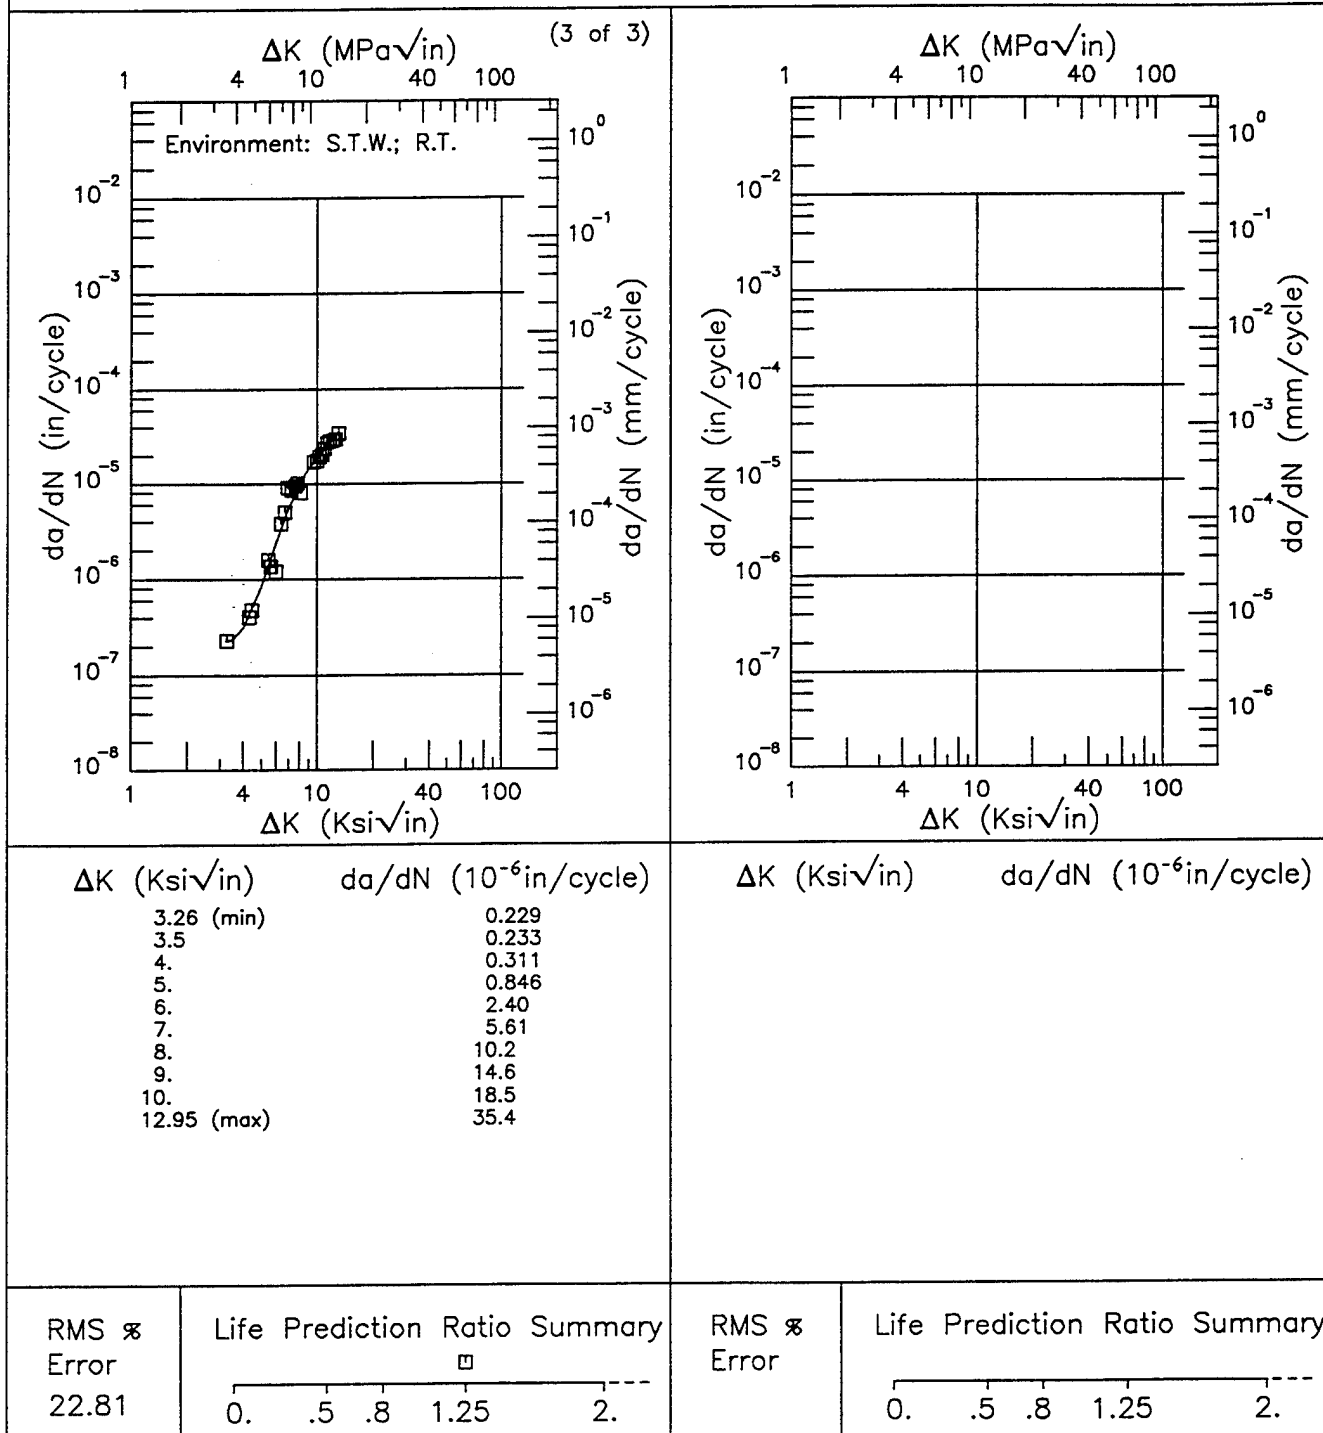 (3 of 3)
ΔK (MPa√in)
1 4 10 40 100
Environment: S.T.W.; R.T.
da/dN (in/cycle)
10⁻²
10⁻³
10⁻⁴
10⁻⁵
10⁻⁶
10⁻⁷
10⁻⁸
10⁰
10⁻¹
10⁻²
10⁻³
10⁻⁴
10⁻⁵
10⁻⁶
da/dN (mm/cycle)
1 4 10 40 100
ΔK (Ksi√in)
ΔK (Ksi√in) da/dN (10⁻⁶in/cycle)
3.26 (min) 0.229
3.5 0.233
4. 0.311
5. 0.846
6. 2.40
7. 5.61
8. 10.2
9. 14.6
10. 18.5
12.95 (max) 35.4
RMS %
Error
22.81
Life Prediction Ratio Summary
0. .5 .8 1.25 2.
ΔK (MPa√in)
1 4 10 40 100
da/dN (in/cycle)
10⁻²
10⁻³
10⁻⁴
10⁻⁵
10⁻⁶
10⁻⁷
10⁻⁸
10⁰
10⁻¹
10⁻²
10⁻³
10⁻⁴
10⁻⁵
10⁻⁶
da/dN (mm/cycle)
1 4 10 40 100
ΔK (Ksi√in)
ΔK (Ksi√in) da/dN (10⁻⁶in/cycle)
RMS %
Error
Life Prediction Ratio Summary
0. .5 .8 1.25 2.